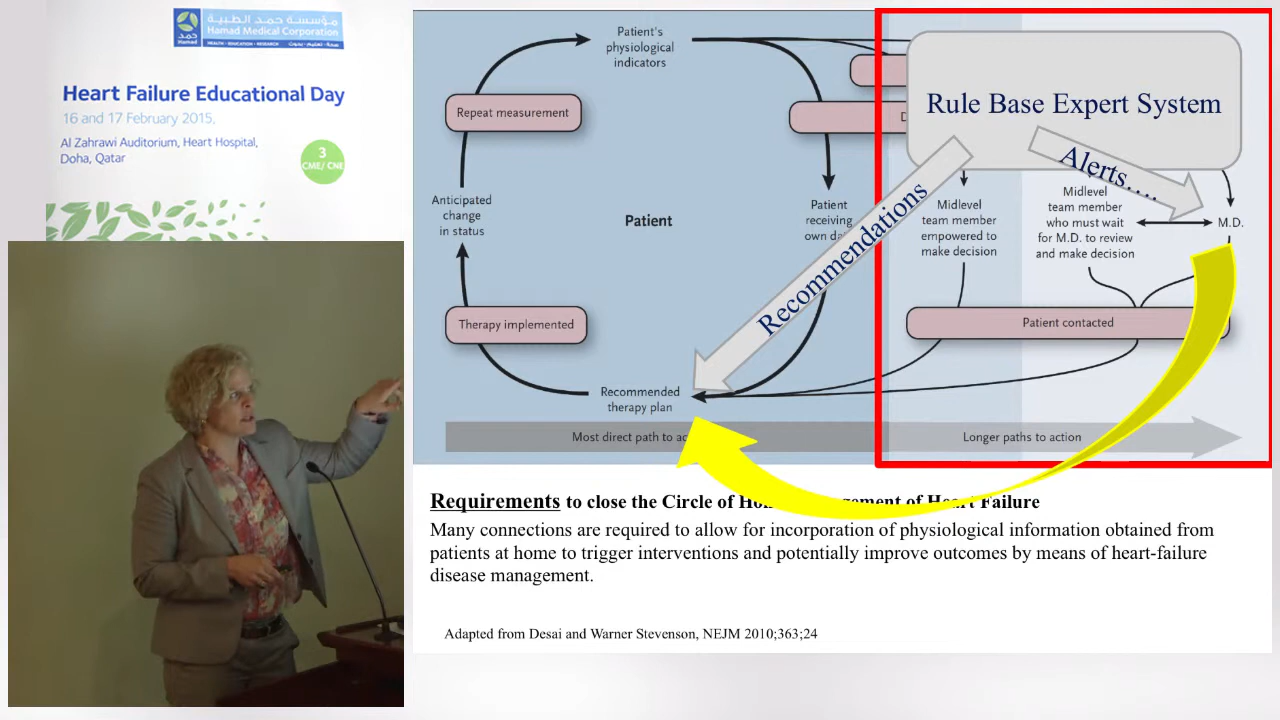 مؤسسة حمد الطبية
Hamad Medical Corporation
حمد
Hamad
HEALTH • EDUCATION • RESEARCH صحة • تعليم • بحوث
Heart Failure Educational Day
16 and 17 February 2015,
Al Zahrawi Auditorium, Heart Hospital,
Doha, Qatar
3
CME/ CNE
Patient's
physiological
indicators
Repeat measurement
Anticipated
change
in status
Patient
Patient
receiving
own
Therapy implemented
Recommended
therapy plan
Most direct path to
Rule Base Expert System
Recommendations
Alerts....
Midlevel
team member
empowered to
make decision
Midlevel
team member
who must wait
for M.D. to review
and make decision
M.D.
Patient contacted
Longer paths to action
Requirements to close the Circle of of Heart Failure
Many connections are required to allow for incorporation of physiological information obtained from
patients at home to trigger interventions and potentially improve outcomes by means of heart-failure
disease management.
Adapted from Desai and Warner Stevenson, NEJM 2010;363;24